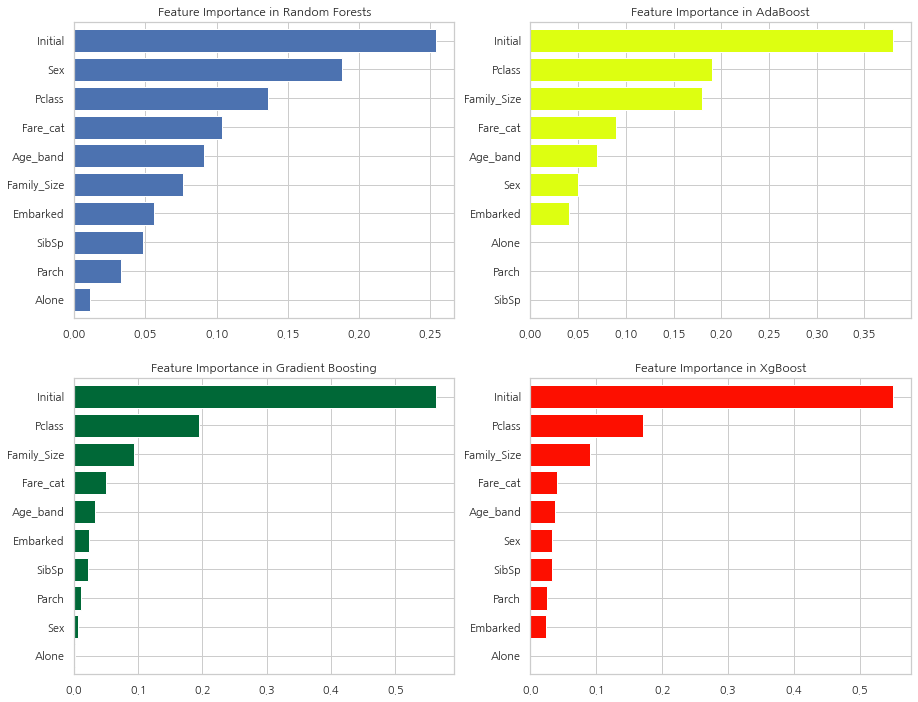 Feature Importance in Random Forests
Initial
Sex
Pclass
Fare_cat
Age_band
Family_Size
Embarked
SibSp
Parch
Alone
0.00 0.05 0.10 0.15 0.20 0.25
Feature Importance in AdaBoost
Initial
Pclass
Family_Size
Fare_cat
Age_band
Sex
Embarked
Alone
Parch
SibSp
0.00 0.05 0.10 0.15 0.20 0.25 0.30 0.35
Feature Importance in Gradient Boosting
Initial
Pclass
Family_Size
Fare_cat
Age_band
Embarked
SibSp
Parch
Sex
Alone
0.0 0.1 0.2 0.3 0.4 0.5
Feature Importance in XgBoost
Initial
Pclass
Family_Size
Fare_cat
Age_band
Sex
SibSp
Parch
Embarked
Alone
0.0 0.1 0.2 0.3 0.4 0.5